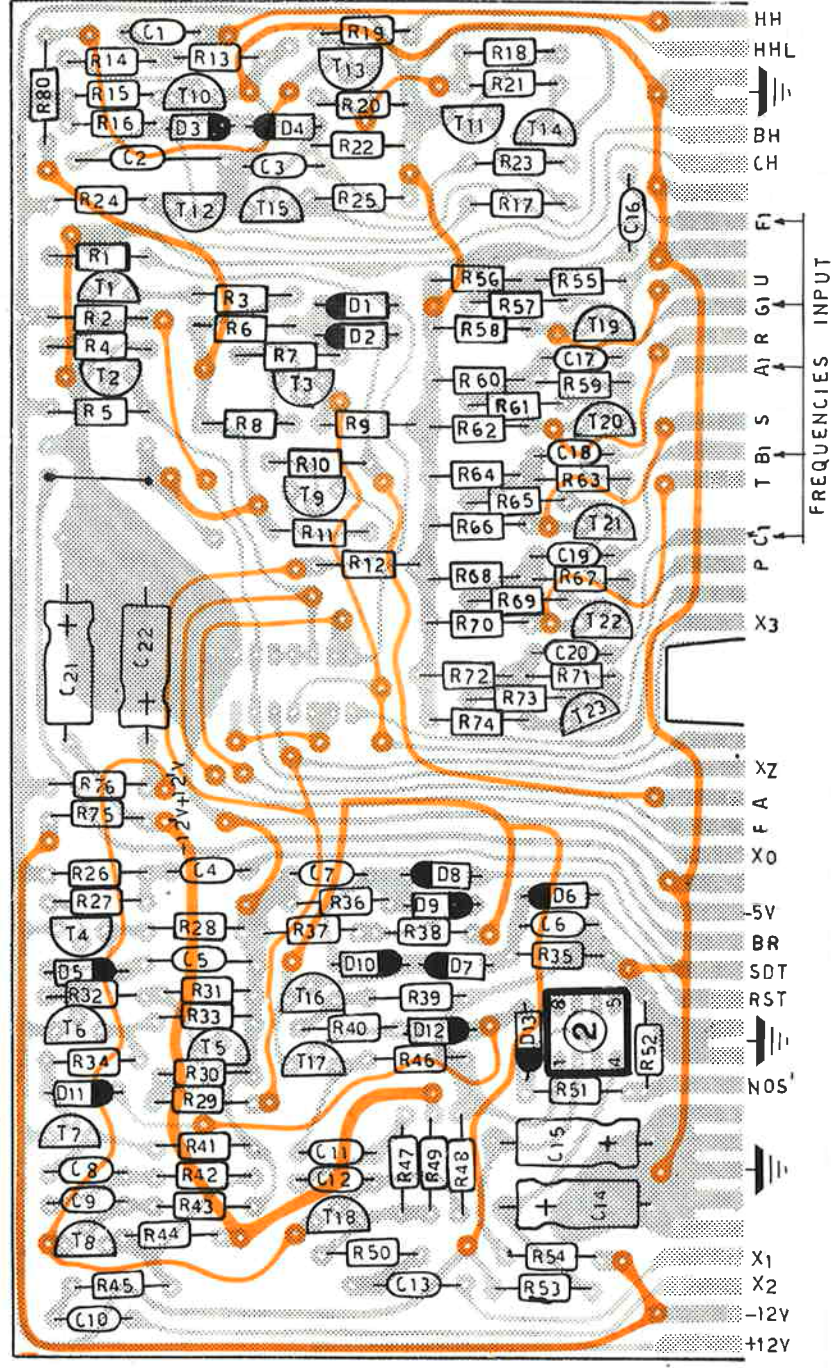 C1
R19
HH
R14
R13
R18
HHL
T13
R80
R15
T10
R21
R20
R16
D3
D4
T11
T14
BH
R22
C2
C3
R23
CH
R24
T12
T15
R25
R17
C16
F1
R1
T1
R56
R55
U
R3
D1
R57
G1
R2
R6
D2
R58
T19
R
R4
R7
C17
T2
T3
R60
R59
A1
R5
R61
R8
R9
R62
T20
S
C18
B1
R10
R64
R63
T
T9
R65
R11
R66
T21
C1
C19
R12
R68
R67
P
R69
R70
T22
X3
FREQUENCIES INPUT
C21
C22
C20
R72
R71
R73
R74
T23
XZ
R76
-12V+12V
A
R75
F
X0
R26
C4
C7
D8
D6
R27
R36
D9
C6
-5V
T4
R28
R37
R38
BR
D5
C5
D10
D7
R35
SDT
R32
R31
T16
R39
RST
R33
8
5
T6
R40
D12
D13
2
R52
T5
R34
T17
R46
1
4
R30
D11
R29
R51
NOS'
T7
R41
C11
R47
R49
R48
C15
C8
R42
C12
C9
R43
T18
C14
T8
R44
R50
R54
X1
R45
C13
R53
X2
C10
-12V
+12V